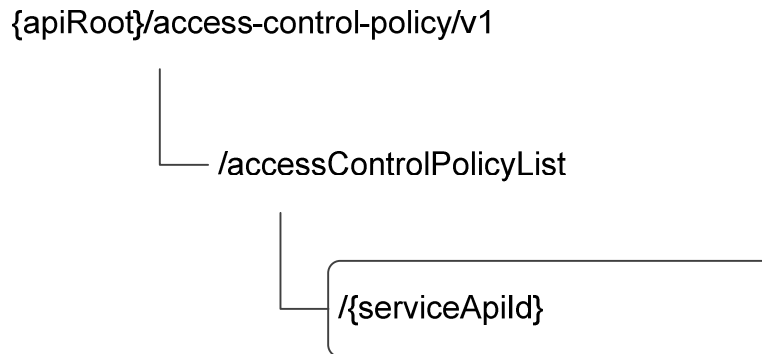 {apiRoot}/access-control-policy/v1
/accessControlPolicyList
/{serviceApiId}